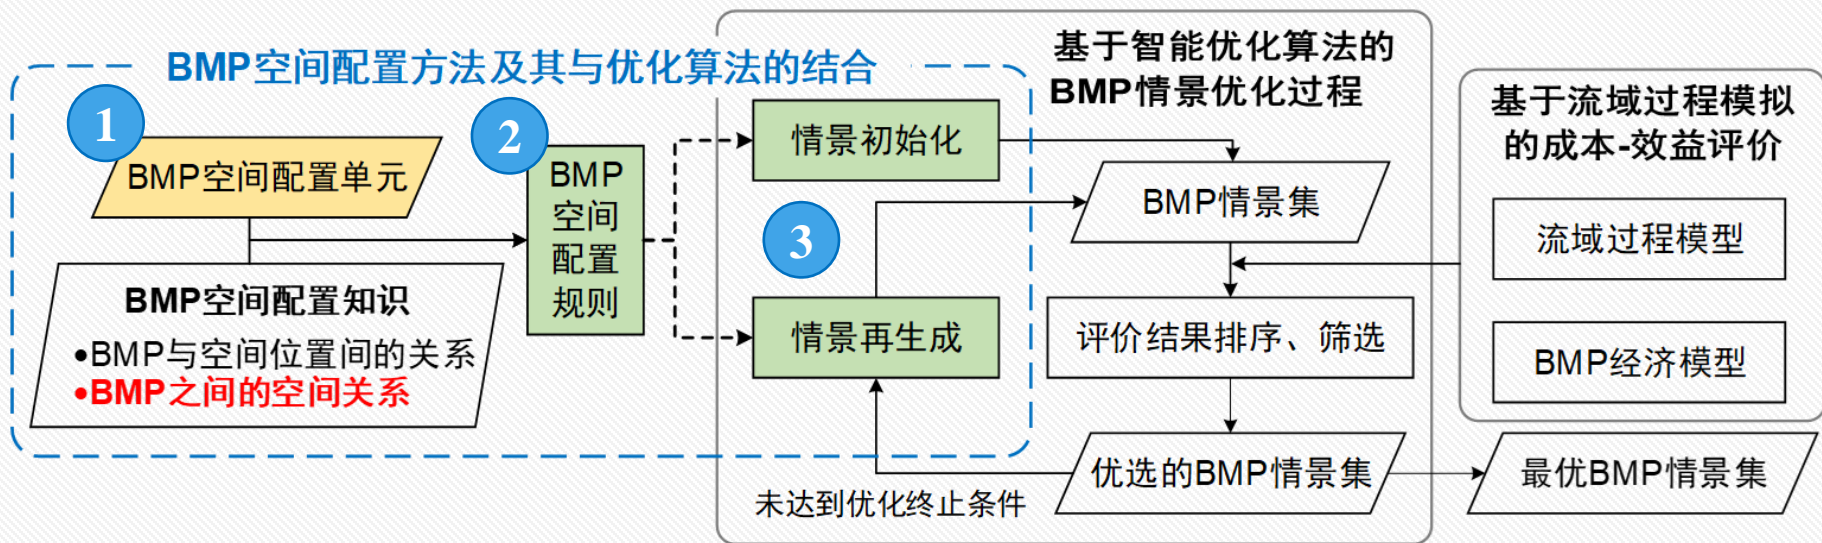 BMP空间配置方法及其与优化算法的结合
1
BMP空间配置单元
BMP空间配置知识
•BMP与空间位置间的关系
•BMP之间的空间关系
2
BMP
空间
配置
规则
3
情景初始化
情景再生成
基于智能优化算法的
BMP情景优化过程
BMP情景集
评价结果排序、筛选
优选的BMP情景集
未达到优化终止条件
基于流域过程模拟
的成本-效益评价
流域过程模型
BMP经济模型
最优BMP情景集